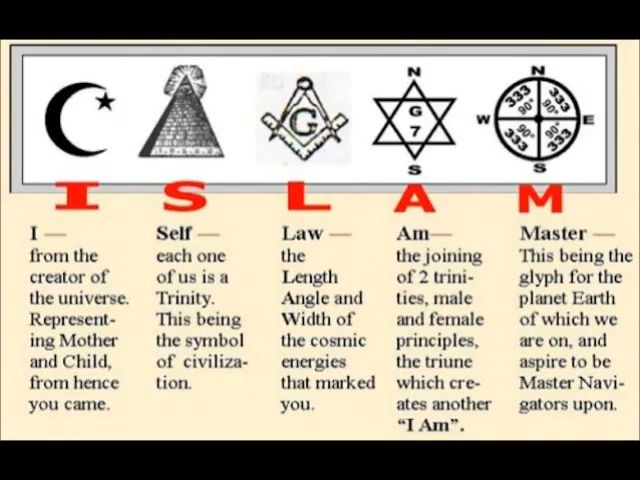 N
N
333
333
90°
90°
G
G
7
W
E
90°
90°
333
333
S
S
I S L A M
I —
from the
creator of
the universe.
Represent-
ing Mother
and Child,
from hence
you came.
Self —
each one
of us is a
Trinity.
This being
the symbol
of civiliza-
tion.
Law —
the
Length
Angle and
Width of
the cosmic
energies
that marked
you.
Am—
the joining
of 2 trini-
ties, male
and female
principles,
the triune
which cre-
ates another
“I Am”.
Master —
This being the
glyph for the
planet Earth
of which we
are on, and
aspire to be
Master Navi-
gators upon.